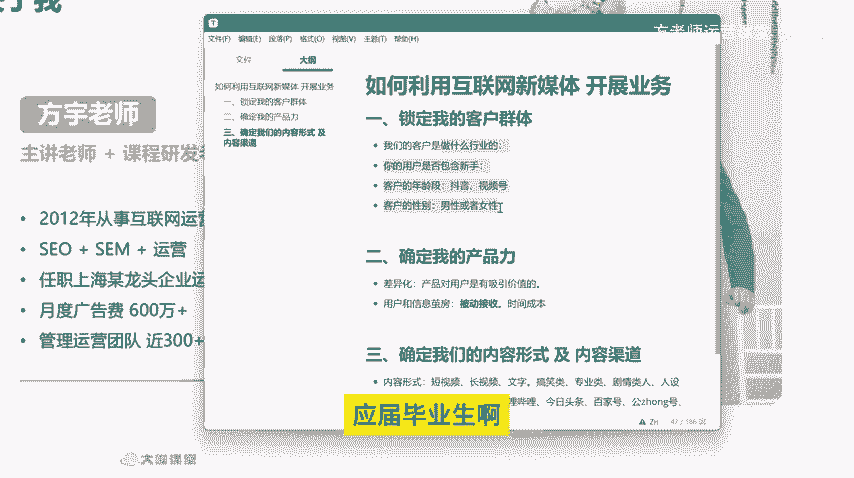 于我
方老师运营
文件(F) 编辑(E) 段落(P) 格式(O) 视图(V) 主题(T) 帮助(H)
文件 大纲
如何利用互联网新媒体 开展业务
一、锁定我的客户群体
二、确定我的产品力
三、确定我们的内容形式 及
内容渠道
如何利用互联网新媒体 开展业务
一、锁定我的客户群体
• 我们的客户是做什么行业的：
• 你的用户是否包含新手：
• 客户的年龄段：抖音、视频号
• 客户的性别：男性或者女性
二、确定我的产品力
• 差异化：产品对用户是有吸引价值的。
• 用户和信息茧房：被动接收。时间成本
三、确定我们的内容形式 及 内容渠道
• 内容形式：短视频、长视频、文字。搞笑类、专业类、剧情类人、人设
哩哔哩、今日头条、百家号、公zhong号、
ZH 47 / 186 词
方宇老师
主讲老师 + 课程研发
• 2012年从事互联网运营
• SEO + SEM + 运营
• 任职上海某龙头企业运
• 月度广告费 600万+
• 管理运营团队 近300+
应届毕业生啊